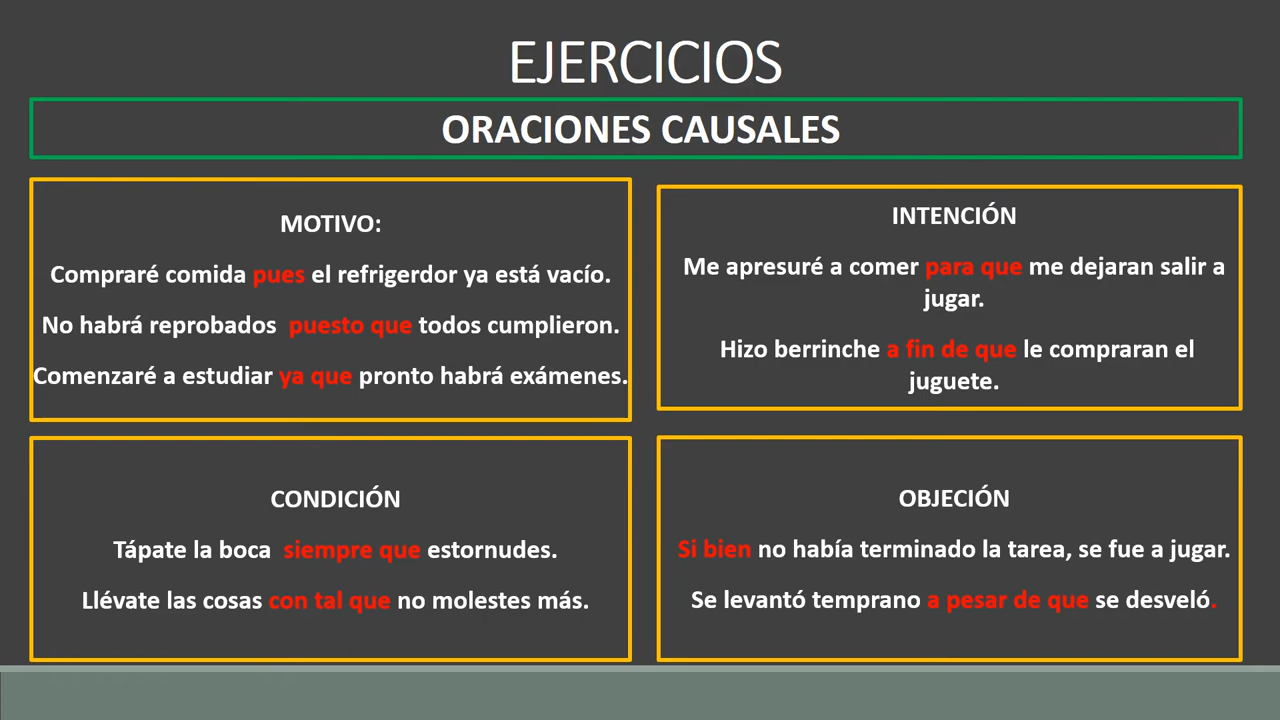 EJERCICIOS
ORACIONES CAUSALES
MOTIVO:
Compraré comida pues el refrigerdor ya está vacío.
No habrá reprobados puesto que todos cumplieron.
Comenzaré a estudiar ya que pronto habrá exámenes.
INTENCIÓN
Me apresuré a comer para que me dejaran salir a
jugar.
Hizo berrinche a fin de que le compraran el
juguete.
CONDICIÓN
Tápate la boca siempre que estornudes.
Llévate las cosas con tal que no molestes más.
OBJECIÓN
Si bien no había terminado la tarea, se fue a jugar.
Se levantó temprano a pesar de que se desveló.